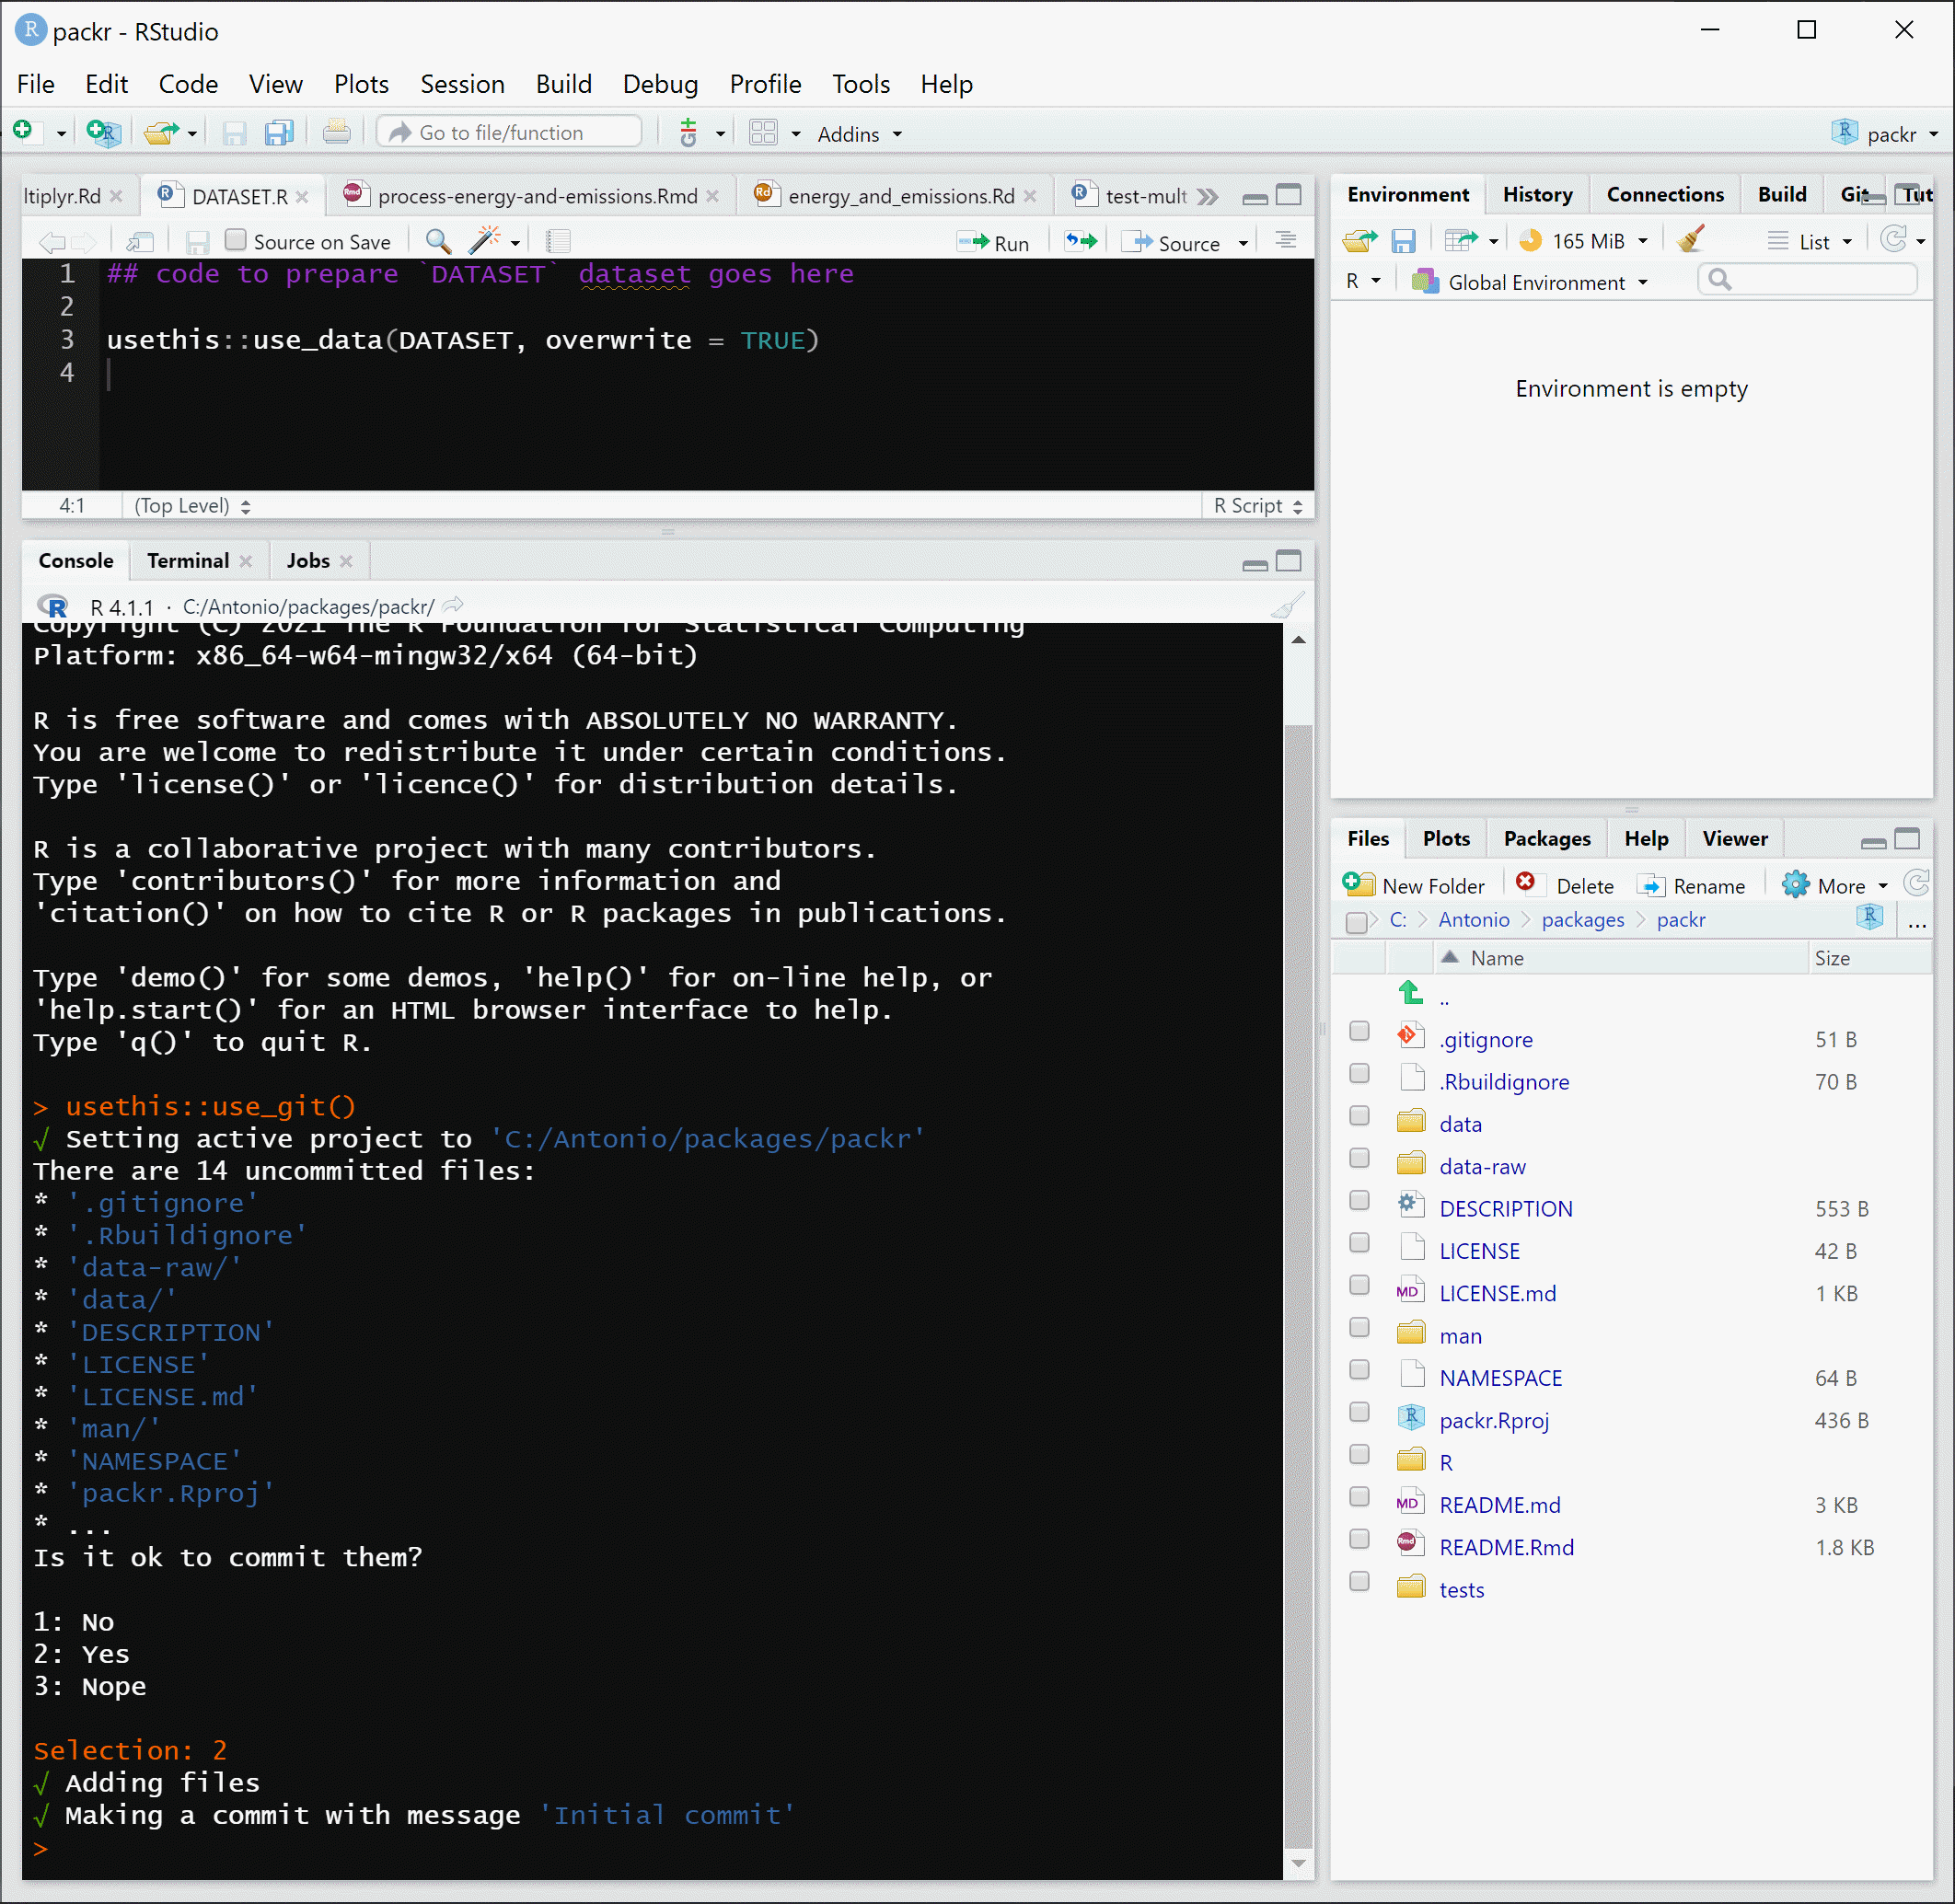 packr - RStudio
File Edit Code View Plots Session Build Debug Profile Tools Help
Go to file/function Addins packr
ltiplyr.Rd DATASET.R process-energy-and-emissions.Rmd energy_and_emissions.Rd test-mult
Source on Save Run Source
1 ## code to prepare `DATASET` dataset goes here
2
3 usethis::use_data(DATASET, overwrite = TRUE)
4
4:1 (Top Level) R Script
Console Terminal Jobs
R 4.1.1 · C:/Antonio/packages/packr/
Copyright (C) 2021 The R Foundation for Statistical Computing
Platform: x86_64-w64-mingw32/x64 (64-bit)
R is free software and comes with ABSOLUTELY NO WARRANTY.
You are welcome to redistribute it under certain conditions.
Type 'license()' or 'licence()' for distribution details.
R is a collaborative project with many contributors.
Type 'contributors()' for more information and
'citation()' on how to cite R or R packages in publications.
Type 'demo()' for some demos, 'help()' for on-line help, or
'help.start()' for an HTML browser interface to help.
Type 'q()' to quit R.
> usethis::use_git()
√ Setting active project to 'C:/Antonio/packages/packr'
There are 14 uncommitted files:
* '.gitignore'
* '.Rbuildignore'
* 'data-raw/'
* 'data/'
* 'DESCRIPTION'
* 'LICENSE'
* 'LICENSE.md'
* 'man/'
* 'NAMESPACE'
* 'packr.Rproj'
* ...
Is it ok to commit them?
1: No
2: Yes
3: Nope
Selection: 2
√ Adding files
√ Making a commit with message 'Initial commit'
>
Environment History Connections Build Git Tut
165 MiB List
R Global Environment
Environment is empty
Files Plots Packages Help Viewer
New Folder Delete Rename More
C: Antonio packages packr ...
Name Size
..
.gitignore 51 B
.Rbuildignore 70 B
data
data-raw
DESCRIPTION 553 B
LICENSE 42 B
LICENSE.md 1 KB
man
NAMESPACE 64 B
packr.Rproj 436 B
R
README.md 3 KB
README.Rmd 1.8 KB
tests